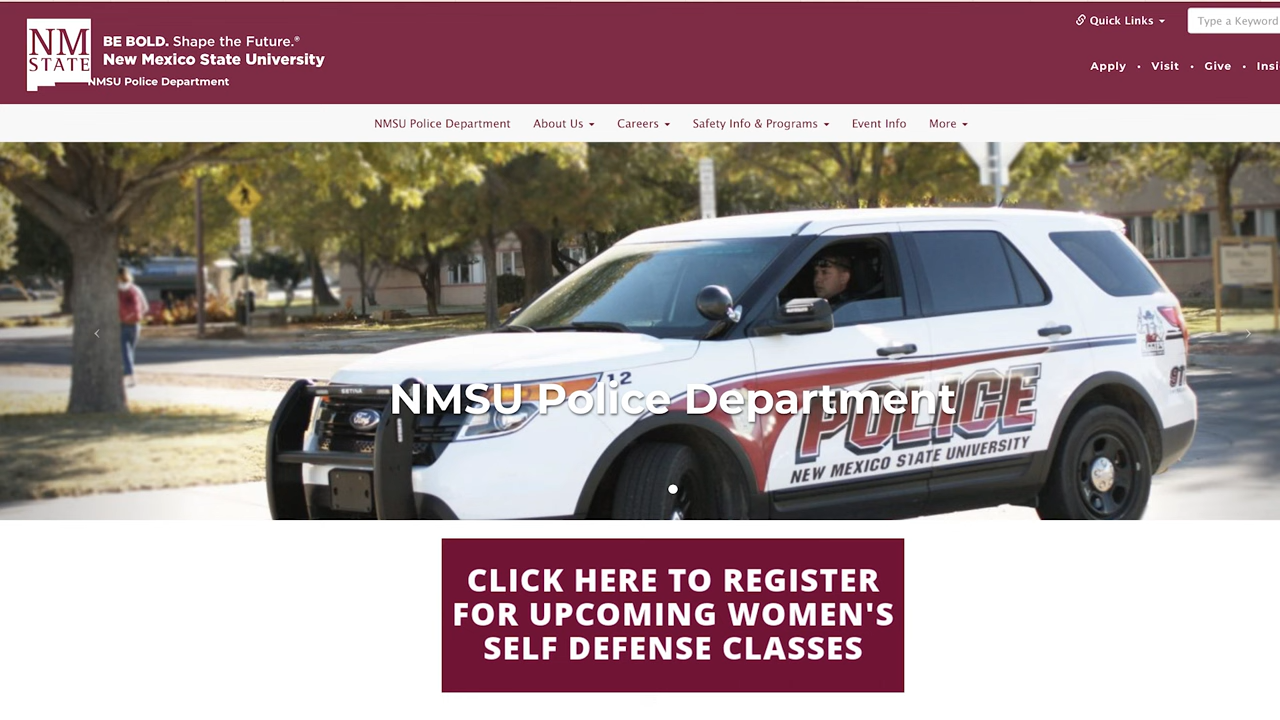 NM
STATE
BE BOLD. Shape the Future.®
New Mexico State University
NMSU Police Department
Quick Links
Type a Keyword
Apply • Visit • Give • Insi
NMSU Police Department
About Us
Careers
Safety Info & Programs
Event Info
More
12
NMSU Police Department
POLICE
NEW MEXICO STATE UNIVERSITY
CLICK HERE TO REGISTER
FOR UPCOMING WOMEN'S
SELF DEFENSE CLASSES